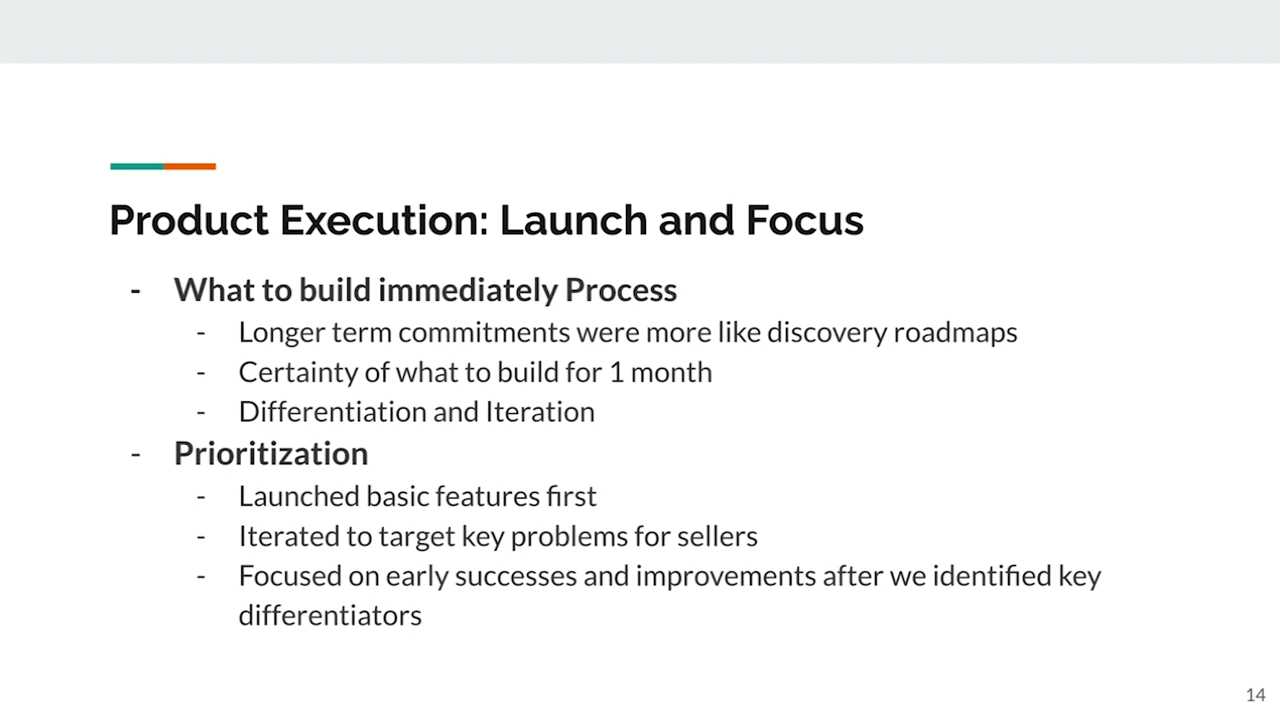 Product Execution: Launch and Focus
- What to build immediately Process
- Longer term commitments were more like discovery roadmaps
- Certainty of what to build for 1 month
- Differentiation and Iteration
- Prioritization
- Launched basic features first
- Iterated to target key problems for sellers
- Focused on early successes and improvements after we identified key
differentiators
14